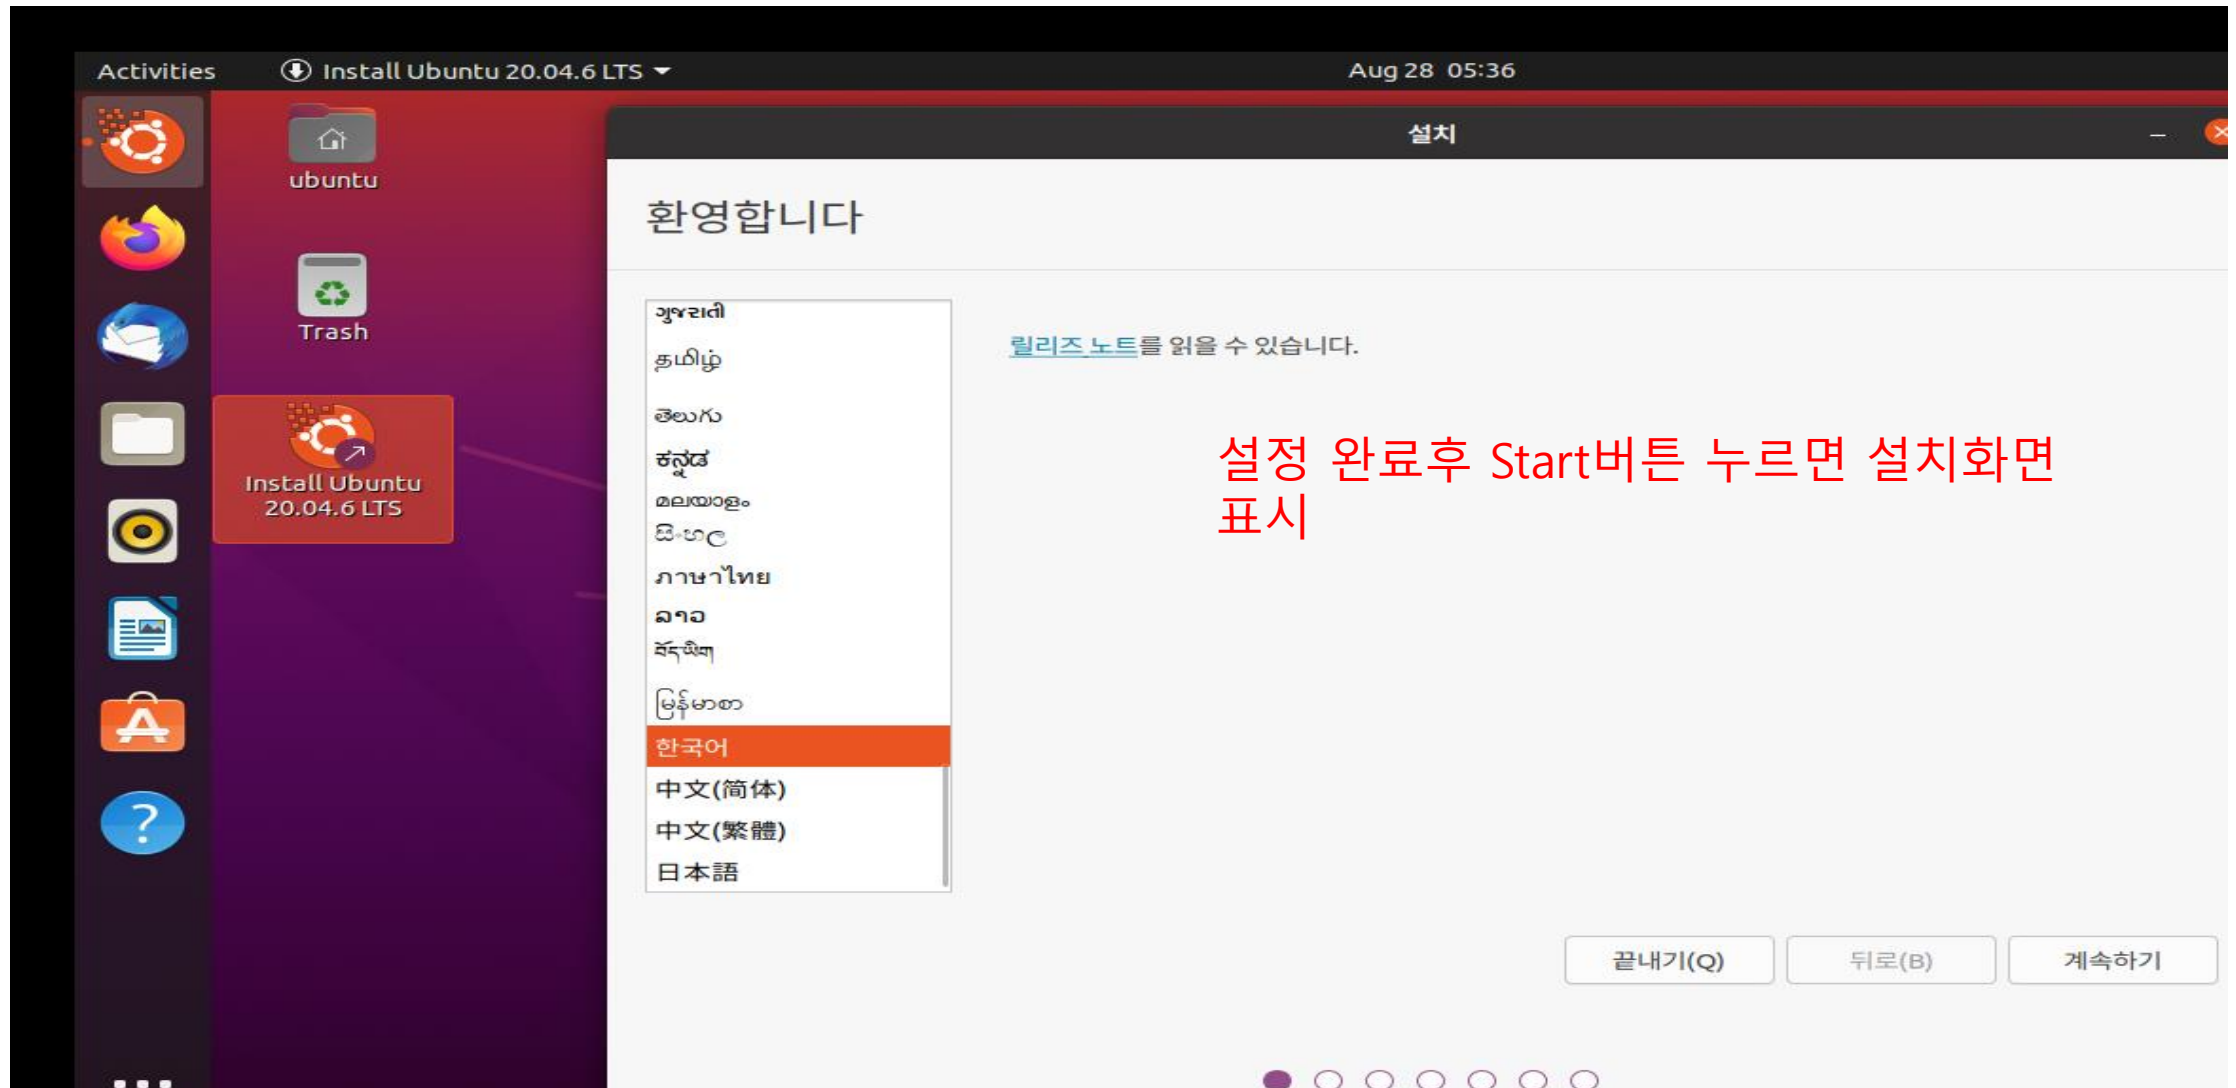 Activities
Install Ubuntu 20.04.6 LTS
Aug 28 05:36
ubuntu
Trash
Install Ubuntu
20.04.6 LTS
설치
환영합니다
ગુજરાતી
தமிழ்
తెలుగు
ಕನ್ನಡ
മലയാളം
සිංහල
ภาษาไทย
ລາວ
བོད་ཡིག
မြန်မာစာ
한국어
中文(简体)
中文(繁體)
日本語
릴리즈 노트를 읽을 수 있습니다.
설정 완료후 Start버튼 누르면 설치화면
표시
끝내기(Q)
뒤로(B)
계속하기